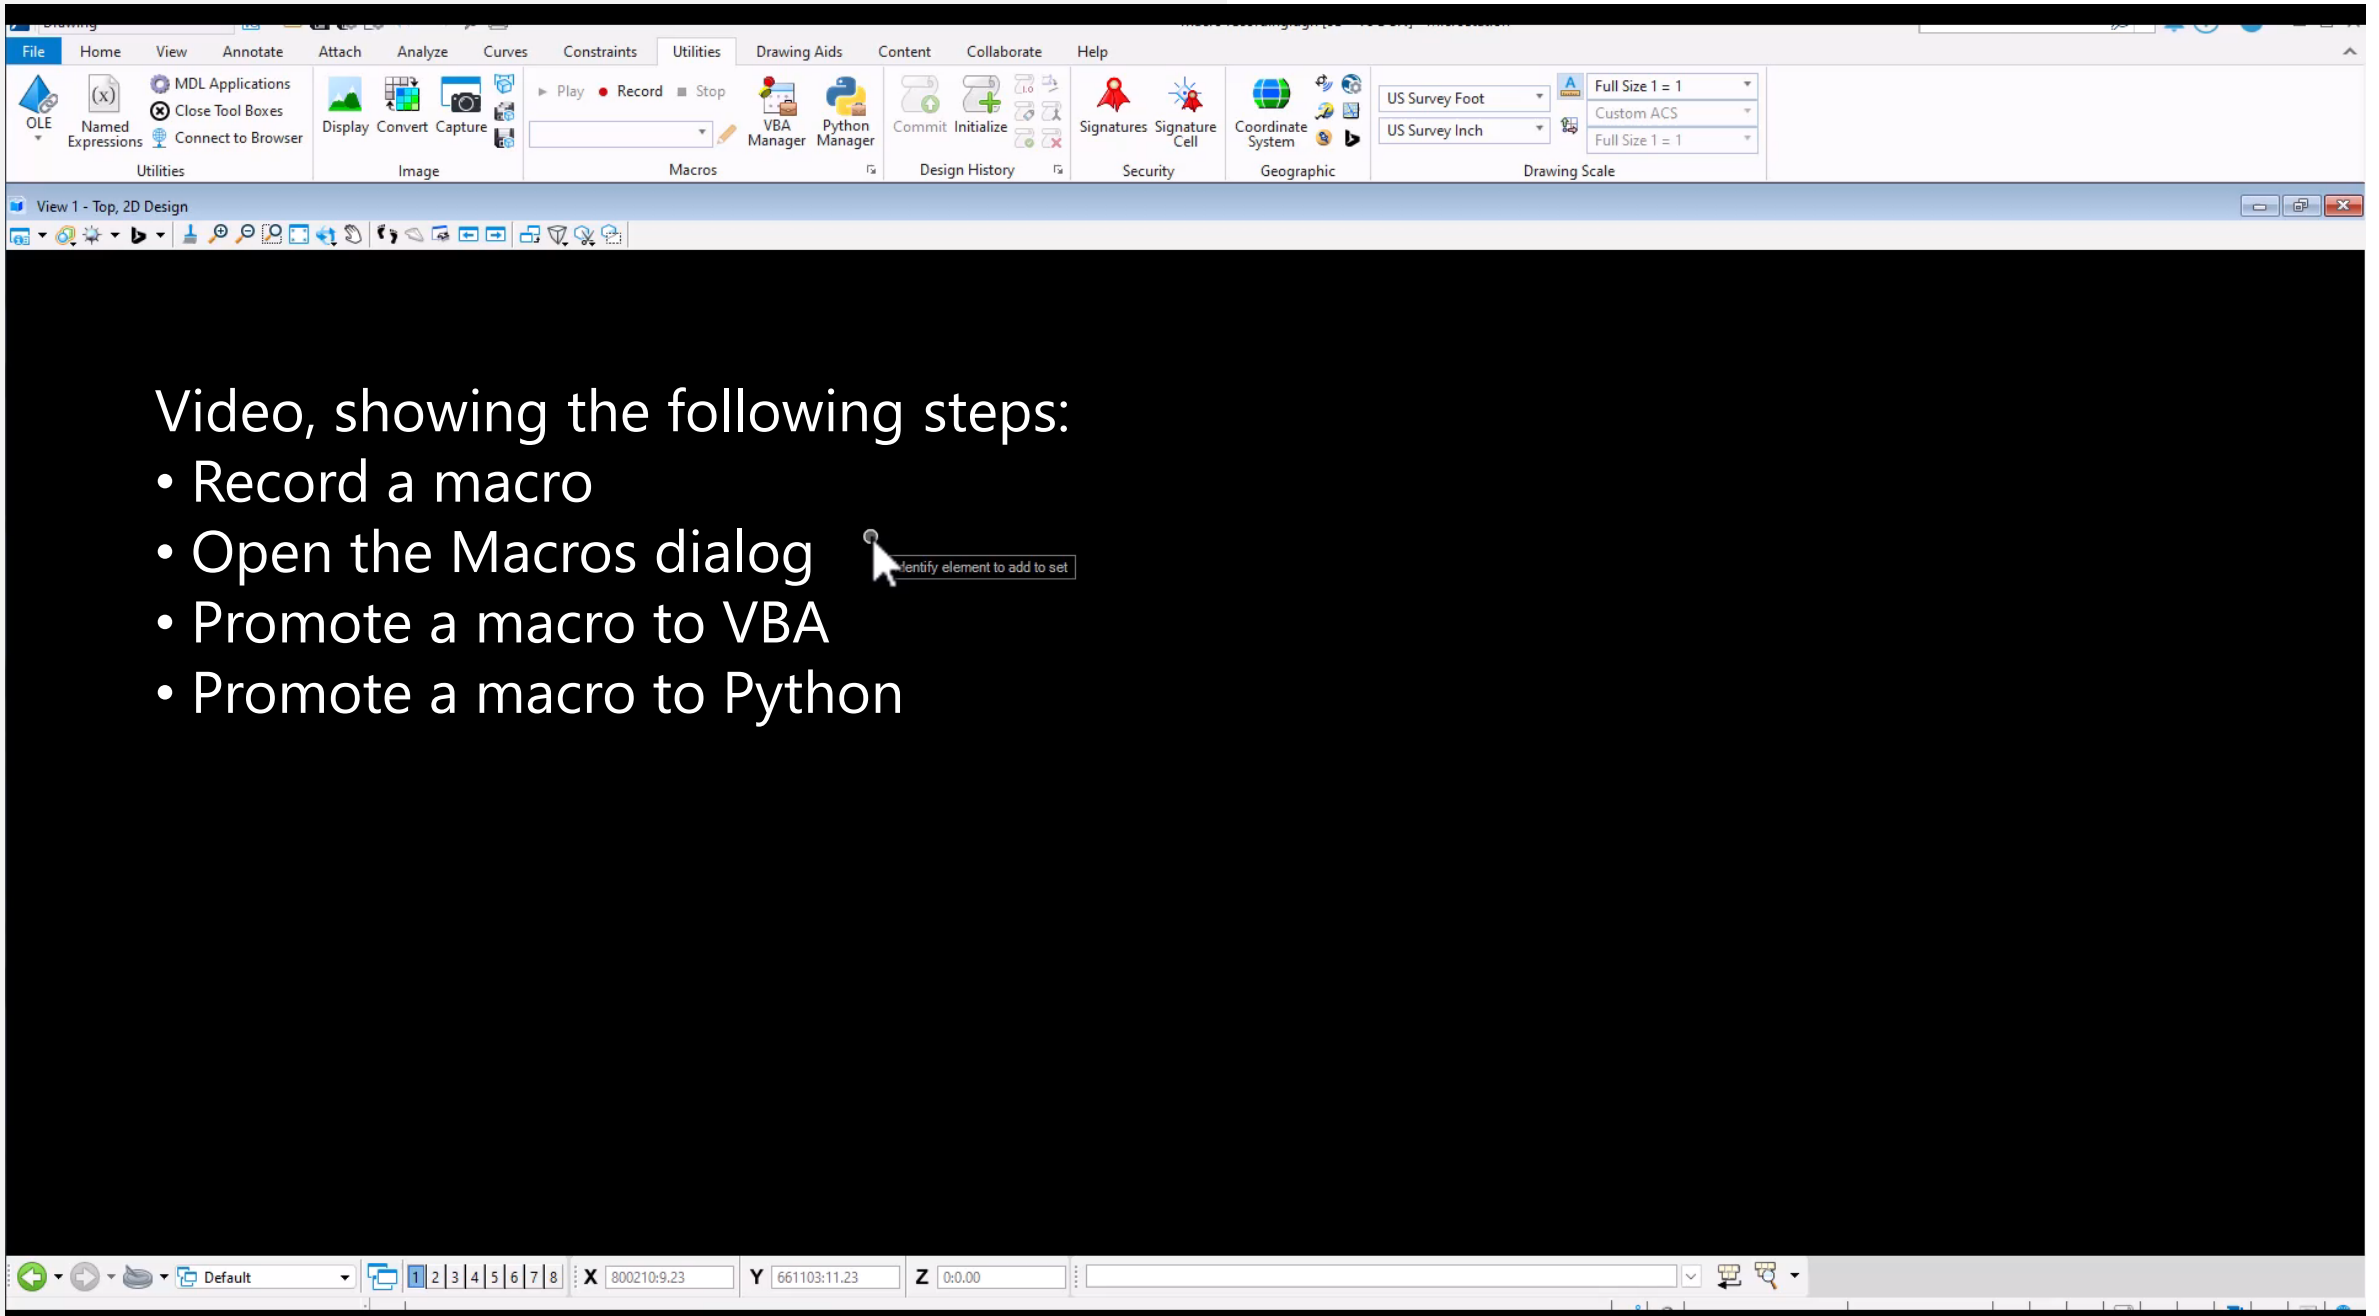 File Home View Annotate Attach Analyze Curves Constraints Utilities Drawing Aids Content Collaborate Help
OLE
Named
Expressions
MDL Applications
Close Tool Boxes
Connect to Browser
Utilities
Display Convert Capture
Image
Play Record Stop
VBA
Manager
Python
Manager
Macros
Commit Initialize
Design History
Signatures Signature
Cell
Security
Coordinate
System
Geographic
US Survey Foot
US Survey Inch
Full Size 1 = 1
Custom ACS
Full Size 1 = 1
Drawing Scale
View 1 - Top, 2D Design
Video, showing the following steps:
• Record a macro
• Open the Macros dialog
• Promote a macro to VBA
• Promote a macro to Python
element to add to set
Default
1 2 3 4 5 6 7 8
X 800210:9.23
Y 661103:11.23
Z 0:0.00